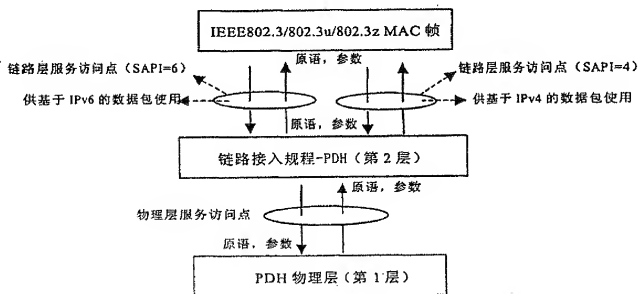 IEEE802.3/802.3u/802.3z MAC 帧
原语，参数
链路层服务访问点（SAPI=6）
链路层服务访问点（SAPI=4）
供基于 IPv6 的数据包使用
供基于 IPv4 的数据包使用
原语，参数
链路接入规程-PDH（第 2 层）
原语，参数
物理层服务访问点
原语，参数
PDH 物理层（第 1 层）